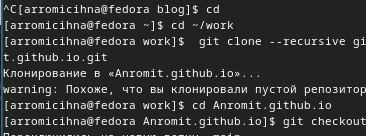 ^C[arromicihna@fedora blog]$ cd
[arromicihna@fedora ~]$ cd ~/work
[arromicihna@fedora work]$  git clone --recursive gi
t.github.io.git
Клонирование в «Anromit.github.io»...
warning: Похоже, что вы клонировали пустой репозитор
[arromicihna@fedora work]$ cd Anromit.github.io
[arromicihna@fedora Anromit.github.io]$ git checkout